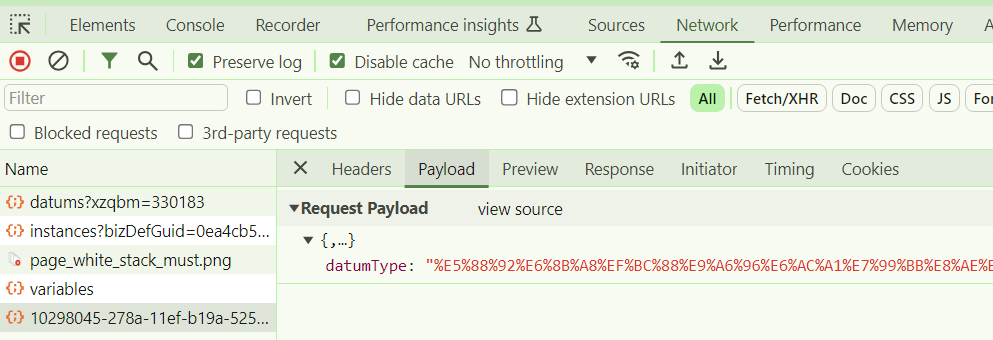 Elements Console Recorder Performance insights Sources Network Performance Memory A
Preserve log Disable cache No throttling
Filter Invert Hide data URLs Hide extension URLs All Fetch/XHR Doc CSS JS Fo
Blocked requests 3rd-party requests
Name Headers Payload Preview Response Initiator Timing Cookies
datums?xzqbm=330183
instances?bizDefGuid=0ea4cb5...
page_white_stack_must.png
variables
10298045-278a-11ef-b19a-525...
Request Payload view source
{,…}
datumType: "%E5%88%92%E6%8B%A8%EF%BC%88%E9%A6%96%E6%AC%A1%E7%99%BB%E8%AE%B